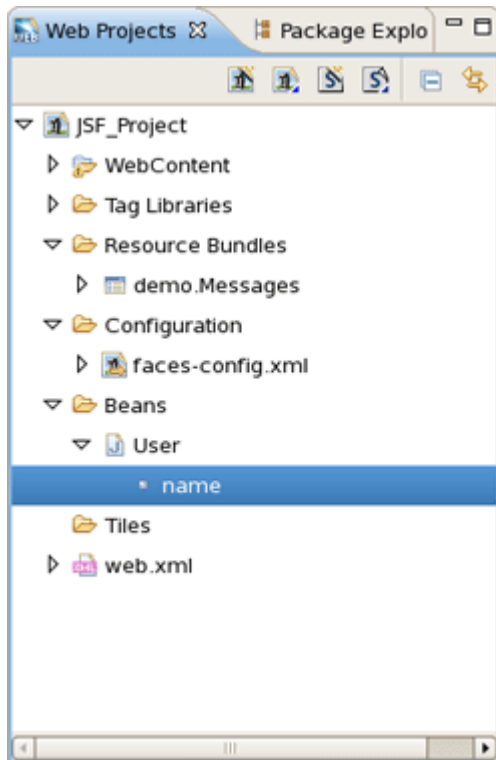 Web Projects Package Explo
JSF_Project
WebContent
Tag Libraries
Resource Bundles
demo.Messages
Configuration
faces-config.xml
Beans
User
name
Tiles
web.xml